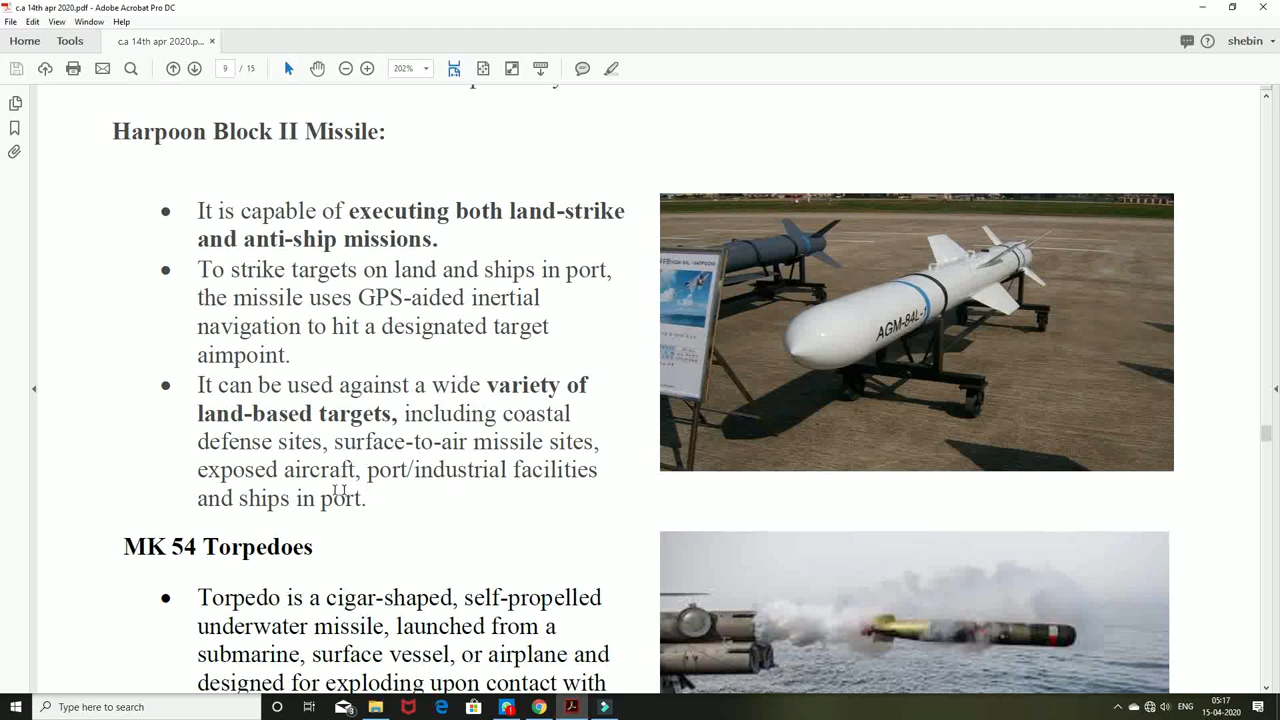 c.a 14th apr 2020.pdf - Adobe Acrobat Pro DC
File Edit View Window Help
Home Tools c.a 14th apr 2020.p... × shebin
9 / 15 202%
Harpoon Block II Missile:
• It is capable of executing both land-strike
and anti-ship missions.
• To strike targets on land and ships in port,
the missile uses GPS-aided inertial
navigation to hit a designated target
aimpoint.
• It can be used against a wide variety of
land-based targets, including coastal
defense sites, surface-to-air missile sites,
exposed aircraft, port/industrial facilities
and ships in port.
AGM-84L-1
MK 54 Torpedoes
• Torpedo is a cigar-shaped, self-propelled
underwater missile, launched from a
submarine, surface vessel, or airplane and
designed for exploding upon contact with
Type here to search
ENG
05:17
15-04-2020